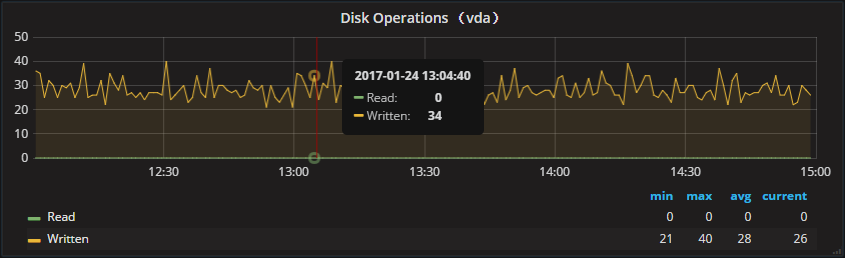 Disk Operations (vda)
50
40
30
20
10
0
2017-01-24 13:04:40
Read: 0
Written: 34
12:30 13:00 13:30 14:00 14:30 15:00
min max avg current
Read 0 0 0 0
Written 21 40 28 26